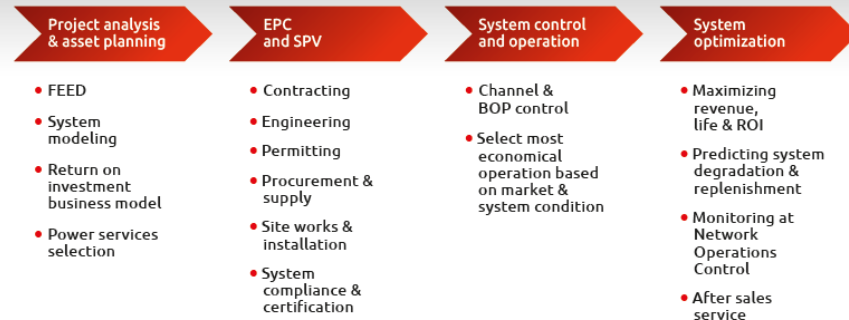 Project analysis
& asset planning
FEED
System
modeling
Return on
investment
business model
Power services
selection
EPC
and SPV
Contracting
Engineering
Permitting
Procurement &
supply
Site works &
installation
System
compliance &
certification
System control
and operation
Channel &
BOP control
Select most
economical
operation based
on market &
system condition
System
optimization
Maximizing
revenue,
life & ROI
Predicting system
degradation &
replenishment
Monitoring at
Network
Operations
Control
After sales
service